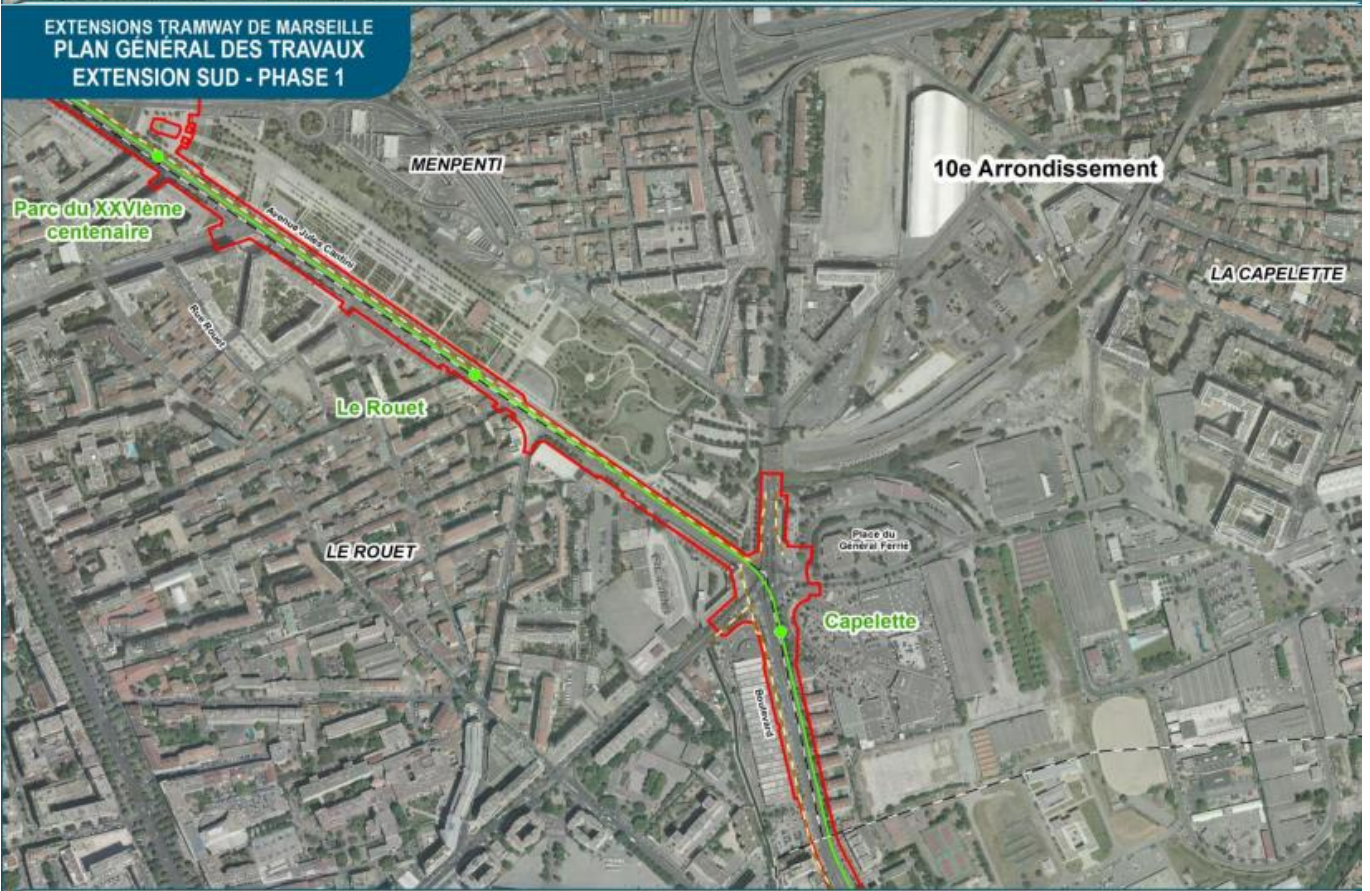 EXTENSIONS TRAMWAY DE MARSEILLE
PLAN GÉNÉRAL DES TRAVAUX
EXTENSION SUD - PHASE 1
MENPENTI
10e Arrondissement
Parc du XXVIème
centenaire
Avenue Jules Cantini
LA CAPELETTE
Rue Rouet
Le Rouet
LE ROUET
Place du
Général Ferrié
Capelette
Boulevard